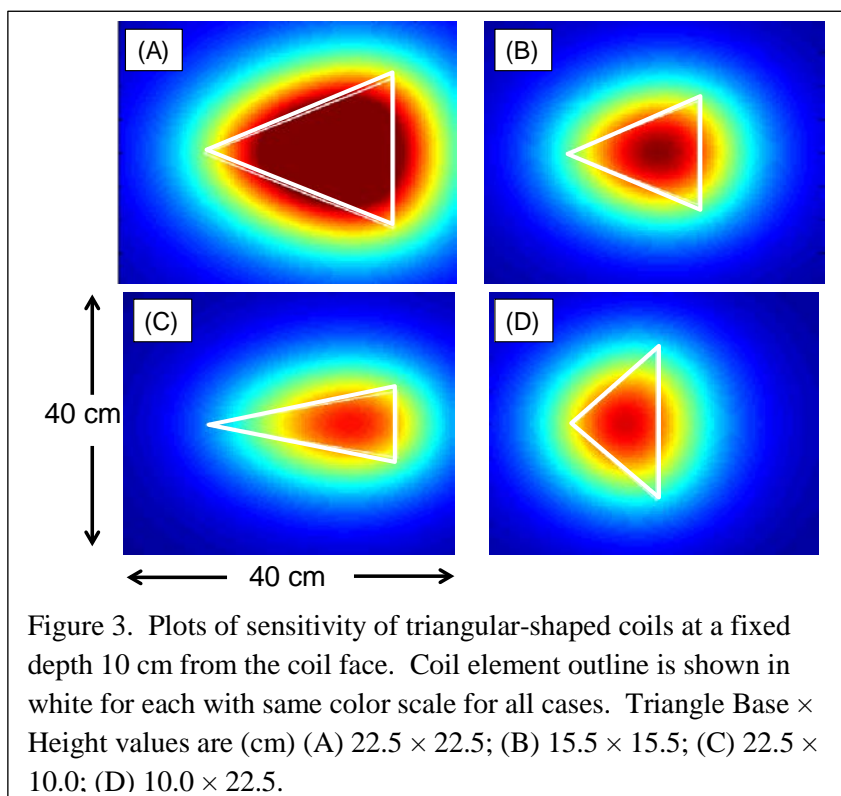 (A)
(B)
(C)
(D)
40 cm
40 cm
Figure 3. Plots of sensitivity of triangular-shaped coils at a fixed
depth 10 cm from the coil face. Coil element outline is shown in
white for each with same color scale for all cases. Triangle Base ×
Height values are (cm) (A) 22.5 × 22.5; (B) 15.5 × 15.5; (C) 22.5 ×
10.0; (D) 10.0 × 22.5.